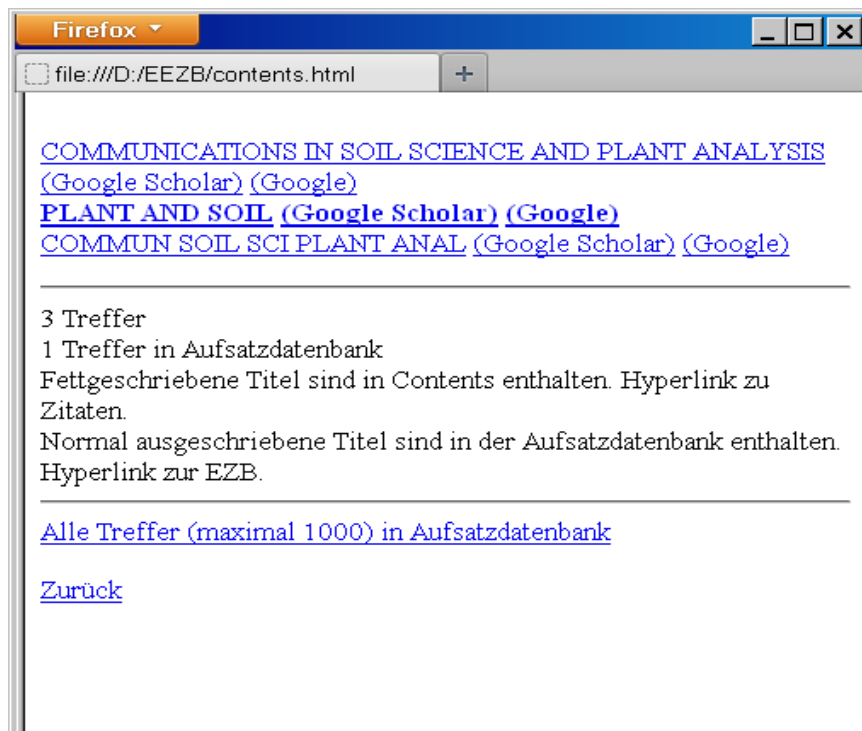 Firefox
file:///D:/EEZB/contents.html
COMMUNICATIONS IN SOIL SCIENCE AND PLANT ANALYSIS
(Google Scholar) (Google)
PLANT AND SOIL (Google Scholar) (Google)
COMMUN SOIL SCI PLANT ANAL (Google Scholar) (Google)
3 Treffer
1 Treffer in Aufsatzdatenbank
Fettgeschriebene Titel sind in Contents enthalten. Hyperlink zu
Zitaten.
Normal ausgeschriebene Titel sind in der Aufsatzdatenbank enthalten.
Hyperlink zur EZB.
Alle Treffer (maximal 1000) in Aufsatzdatenbank
Zurück